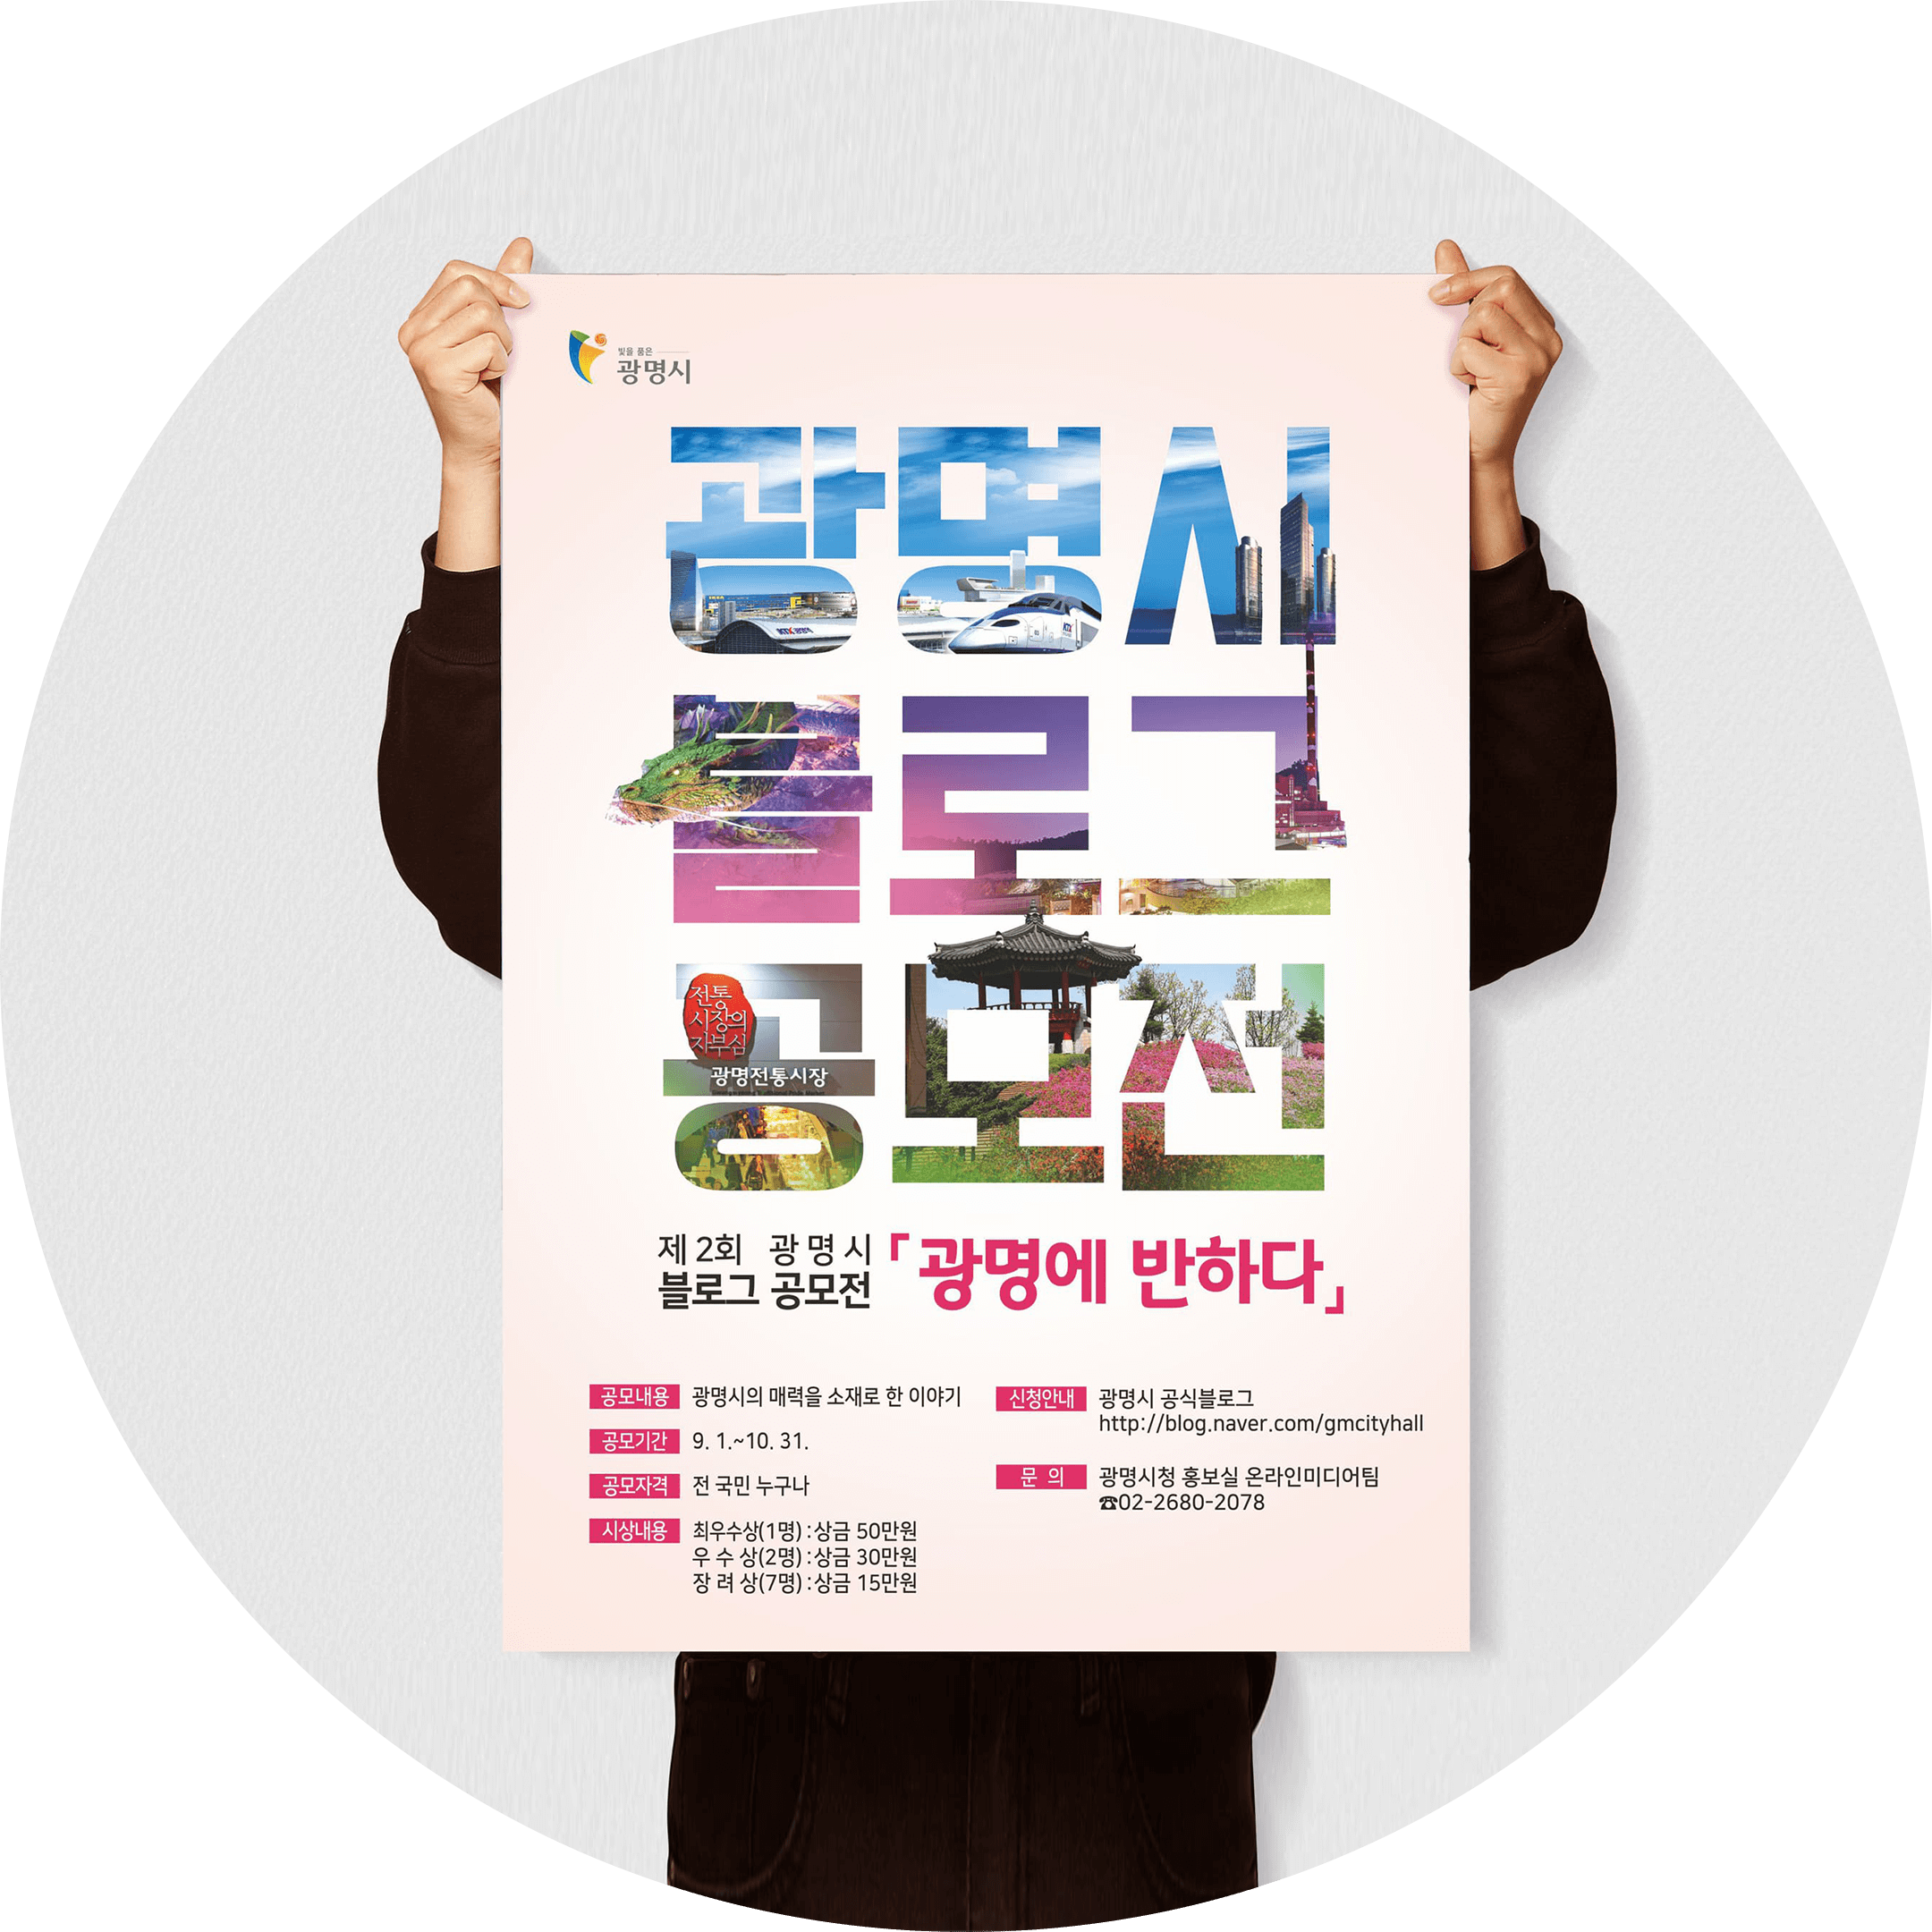 빛을 품은
광명시
광명시
KTX 광명역
KTX
블로그
공모전
전통
시장의
자부심
광명전통시장
제 2회 광 명 시
블로그 공모전
「광명에 반하다」
공모내용 광명시의 매력을 소재로 한 이야기
공모기간 9. 1.~10. 31.
공모자격 전 국민 누구나
시상내용 최우수상(1명) : 상금 50만원
우 수 상(2명) : 상금 30만원
장 려 상(7명) : 상금 15만원
신청안내 광명시 공식블로그
http://blog.naver.com/gmcityhall
문 의 광명시청 홍보실 온라인미디어팀
☎02-2680-2078